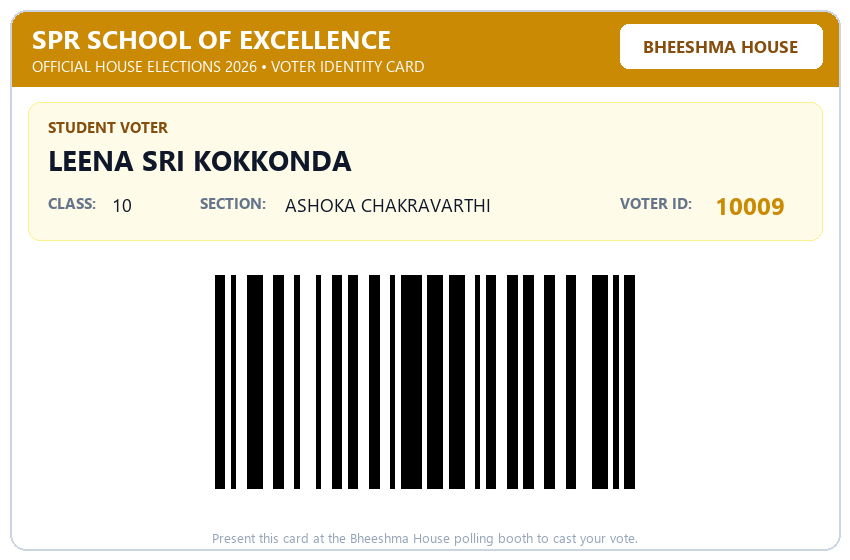 SPR SCHOOL OF EXCELLENCE
OFFICIAL HOUSE ELECTIONS 2026 • VOTER IDENTITY CARD
BHEESHMA HOUSE
STUDENT VOTER
LEENA SRI KOKKONDA
CLASS: 10 SECTION: ASHOKA CHAKRAVARTHI VOTER ID: 10009
Present this card at the Bheeshma House polling booth to cast your vote.